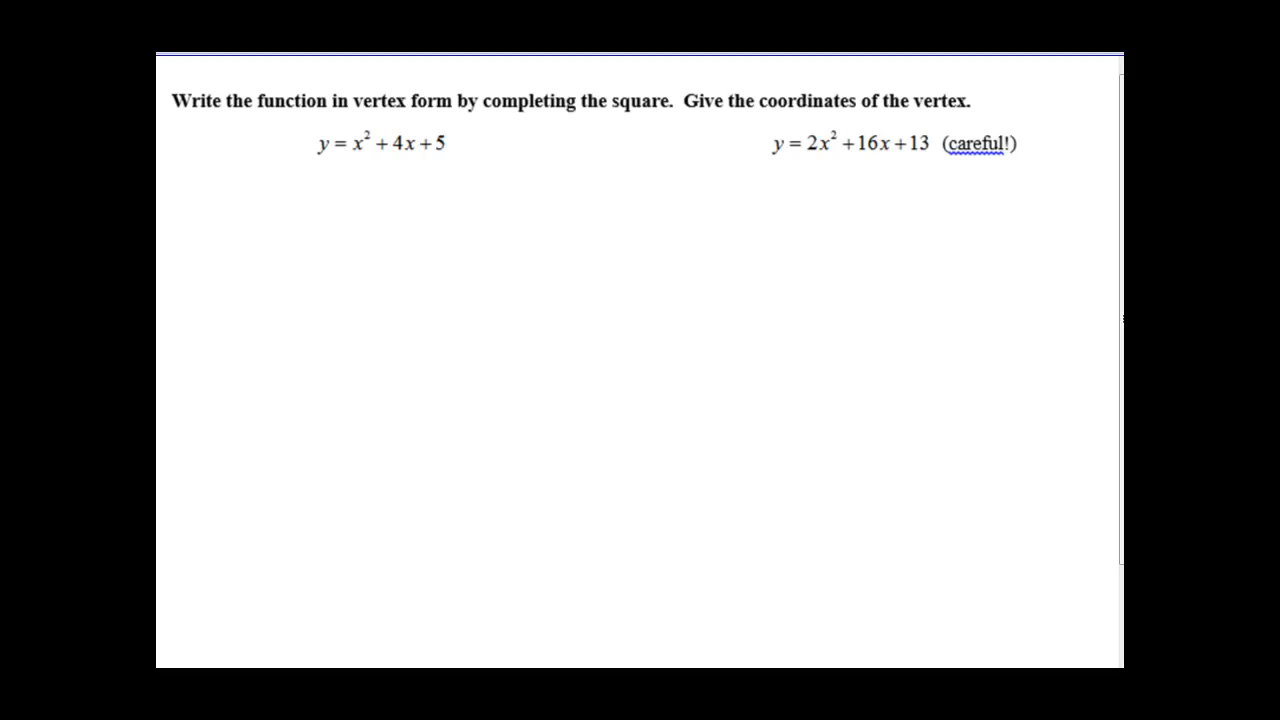 Write the function in vertex form by completing the square. Give the coordinates of the vertex.
y = x² + 4x + 5 y = 2x² + 16x + 13 (careful!)